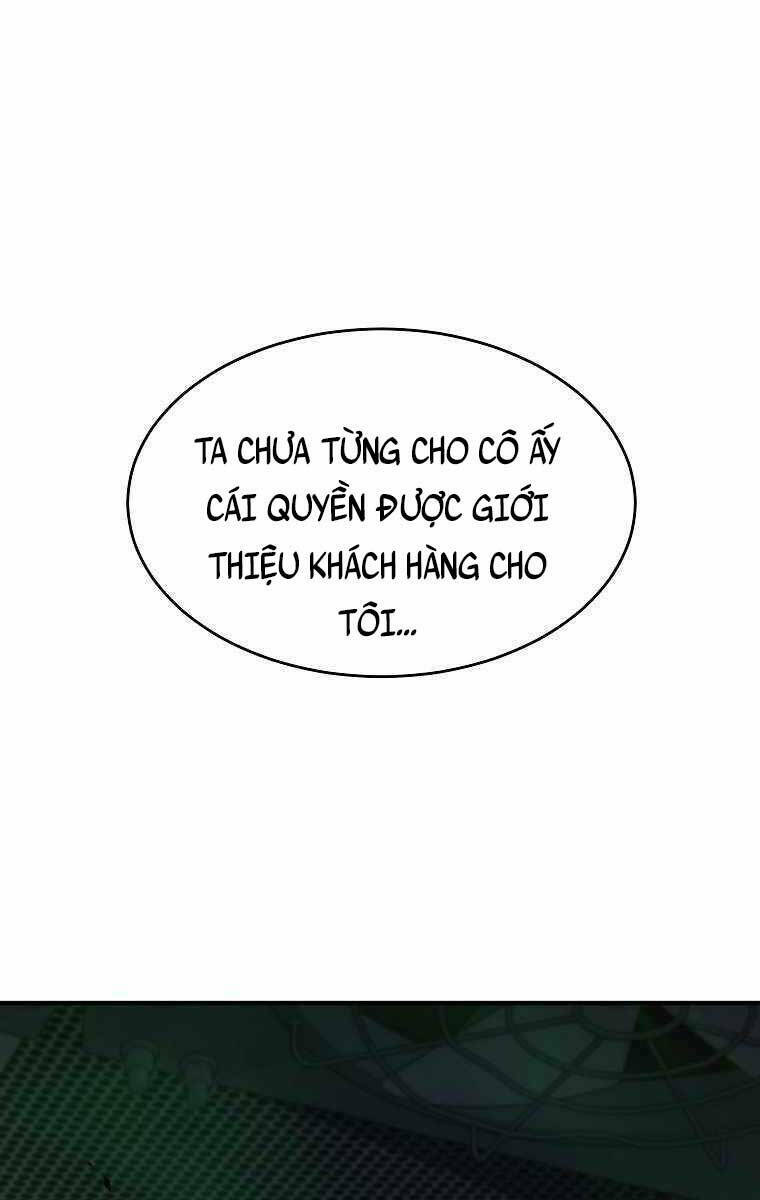 TA CHƯA TỪNG CHO CÔ ẤY
CÁI QUYỀN ĐƯỢC GIỚI
THIỆU KHÁCH HÀNG CHO
TÔI...